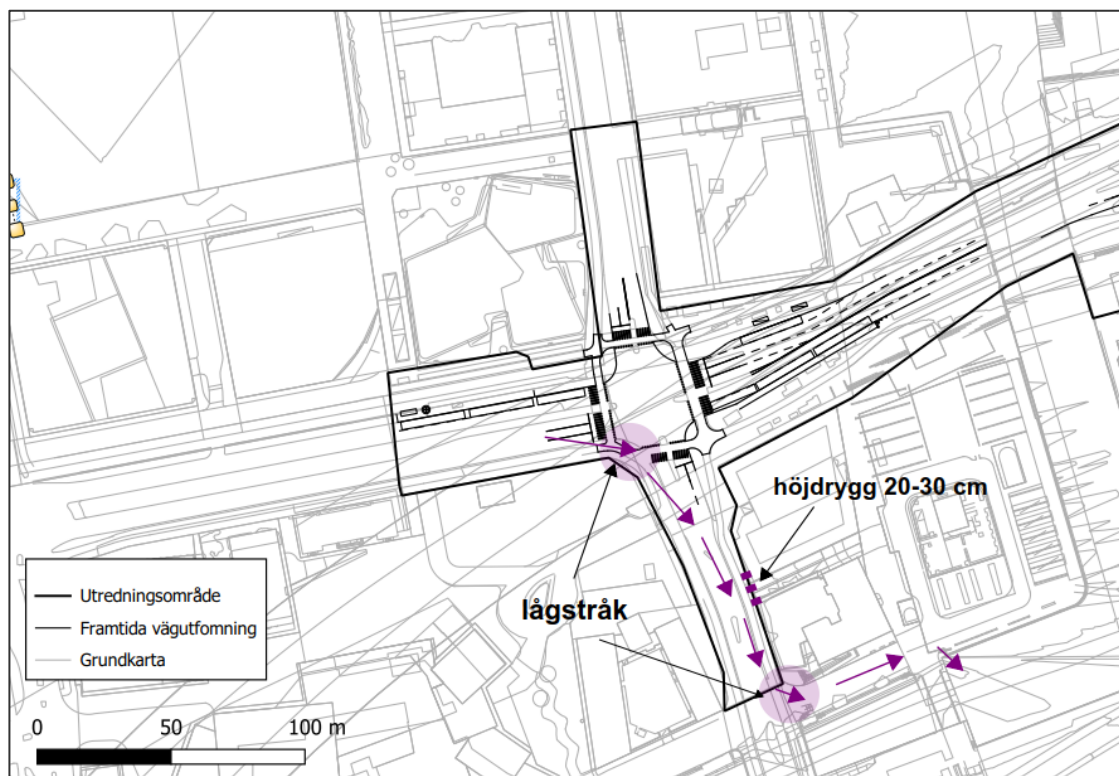 höjdrygg 20-30 cm
lågstråk
Utredningsområde
Framtida vägutfomning
Grundkarta
0 50 100 m